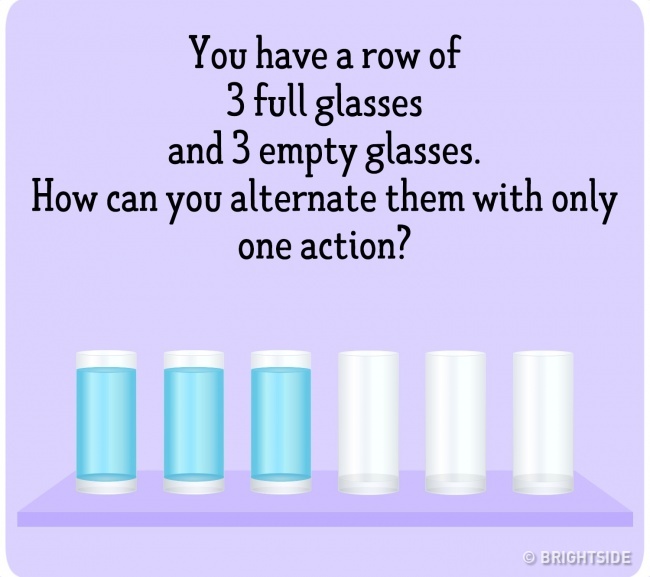 You have a row of
3 full glasses
and 3 empty glasses.
How can you alternate them with only
one action?
© BRIGHTSIDE